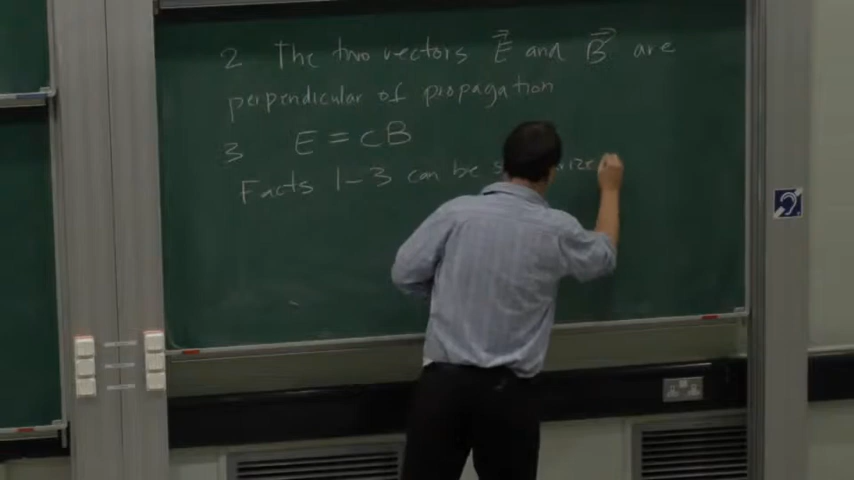 2 The two vectors E⃗ and B⃗ are
perpendicular of propagation
3 E = cB
Facts 1-3 can be